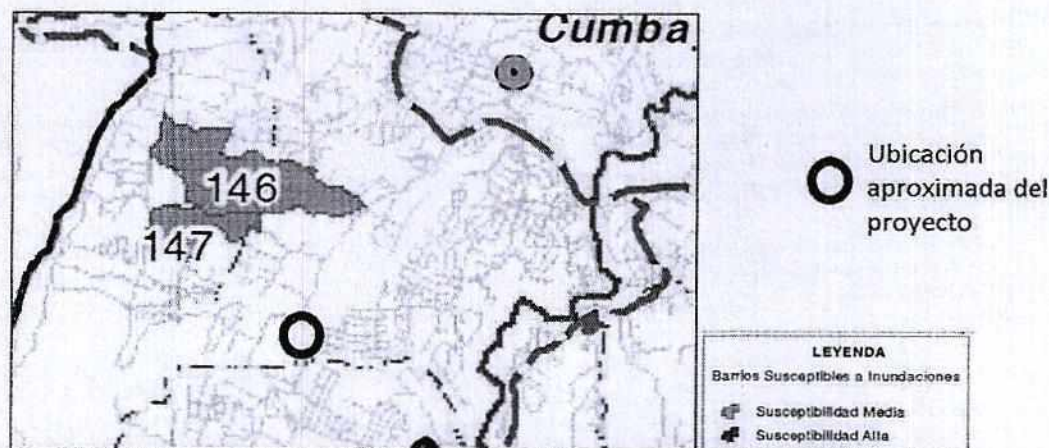 Cumba
146
147
Ubicación
aproximada del
proyecto
LEYENDA
Barrios Susceptibles a Inundaciones
Susceptibilidad Media
Susceptibilidad Alta